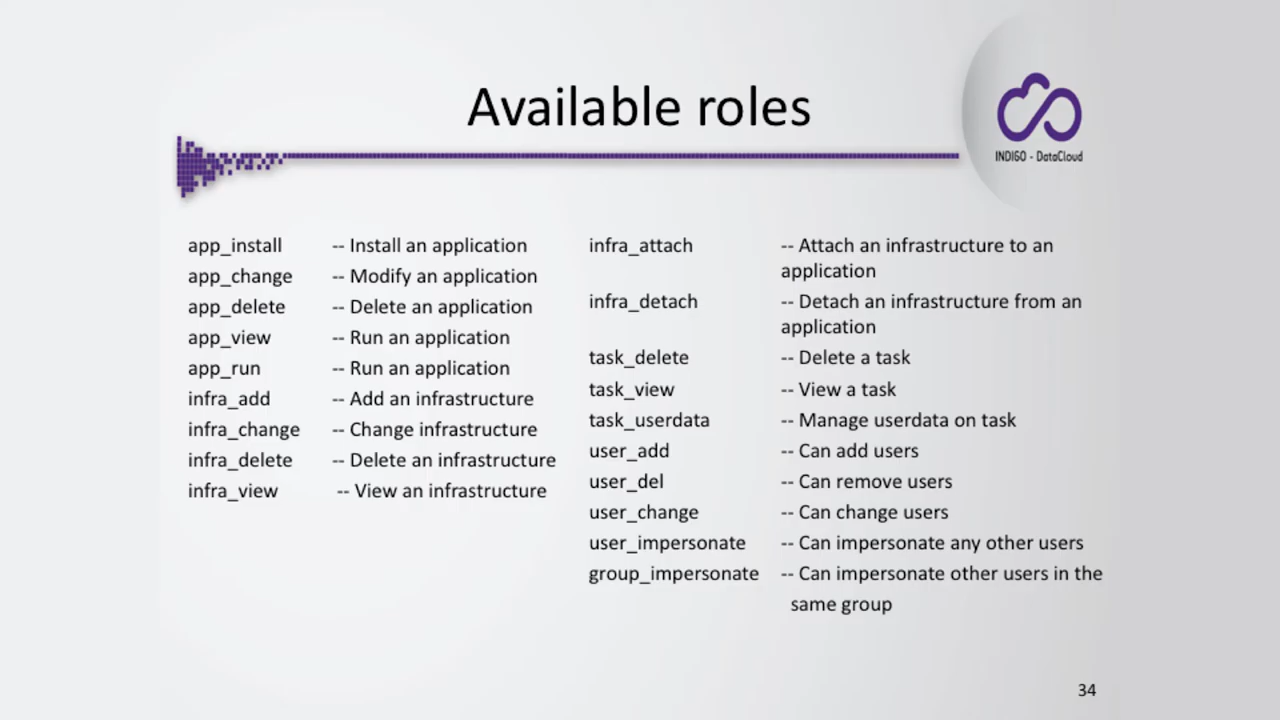 Available roles
INDIGO - DataCloud
app_install -- Install an application
app_change -- Modify an application
app_delete -- Delete an application
app_view -- Run an application
app_run -- Run an application
infra_add -- Add an infrastructure
infra_change -- Change infrastructure
infra_delete -- Delete an infrastructure
infra_view -- View an infrastructure
infra_attach -- Attach an infrastructure to an
application
infra_detach -- Detach an infrastructure from an
application
task_delete -- Delete a task
task_view -- View a task
task_userdata -- Manage userdata on task
user_add -- Can add users
user_del -- Can remove users
user_change -- Can change users
user_impersonate -- Can impersonate any other users
group_impersonate -- Can impersonate other users in the
same group
34